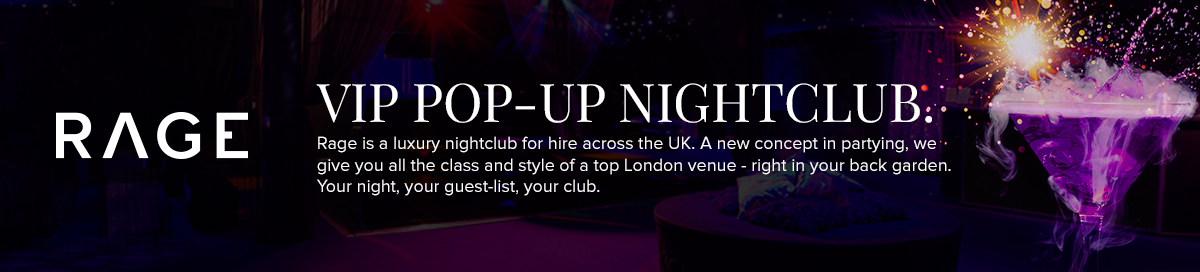 RAGE
VIP POP-UP NIGHTCLUB.
Rage is a luxury nightclub for hire across the UK. A new concept in partying, we
give you all the class and style of a top London venue - right in your back garden.
Your night, your guest-list, your club.